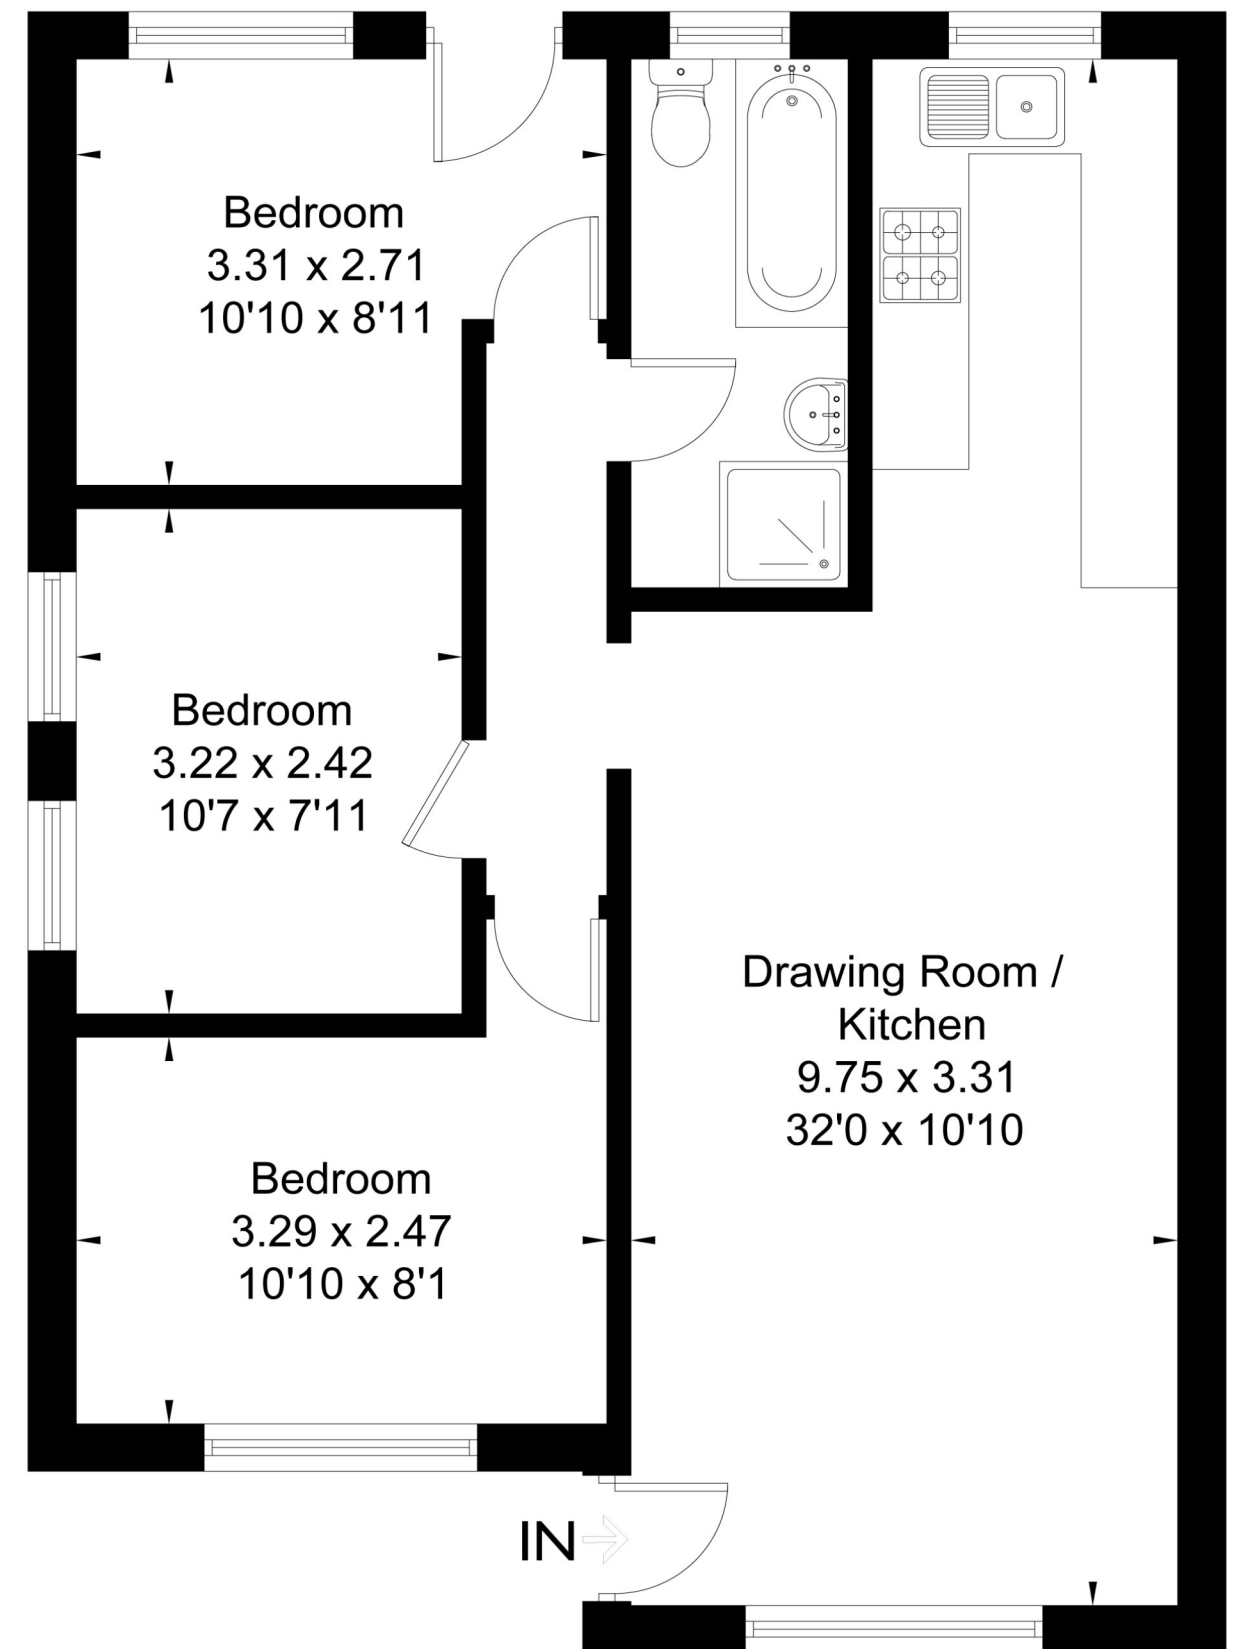 Bedroom
3.31 x 2.71
10'10 x 8'11
Bedroom
3.22 x 2.42
10'7 x 7'11
Drawing Room /
Kitchen
9.75 x 3.31
32'0 x 10'10
Bedroom
3.29 x 2.47
10'10 x 8'1
IN